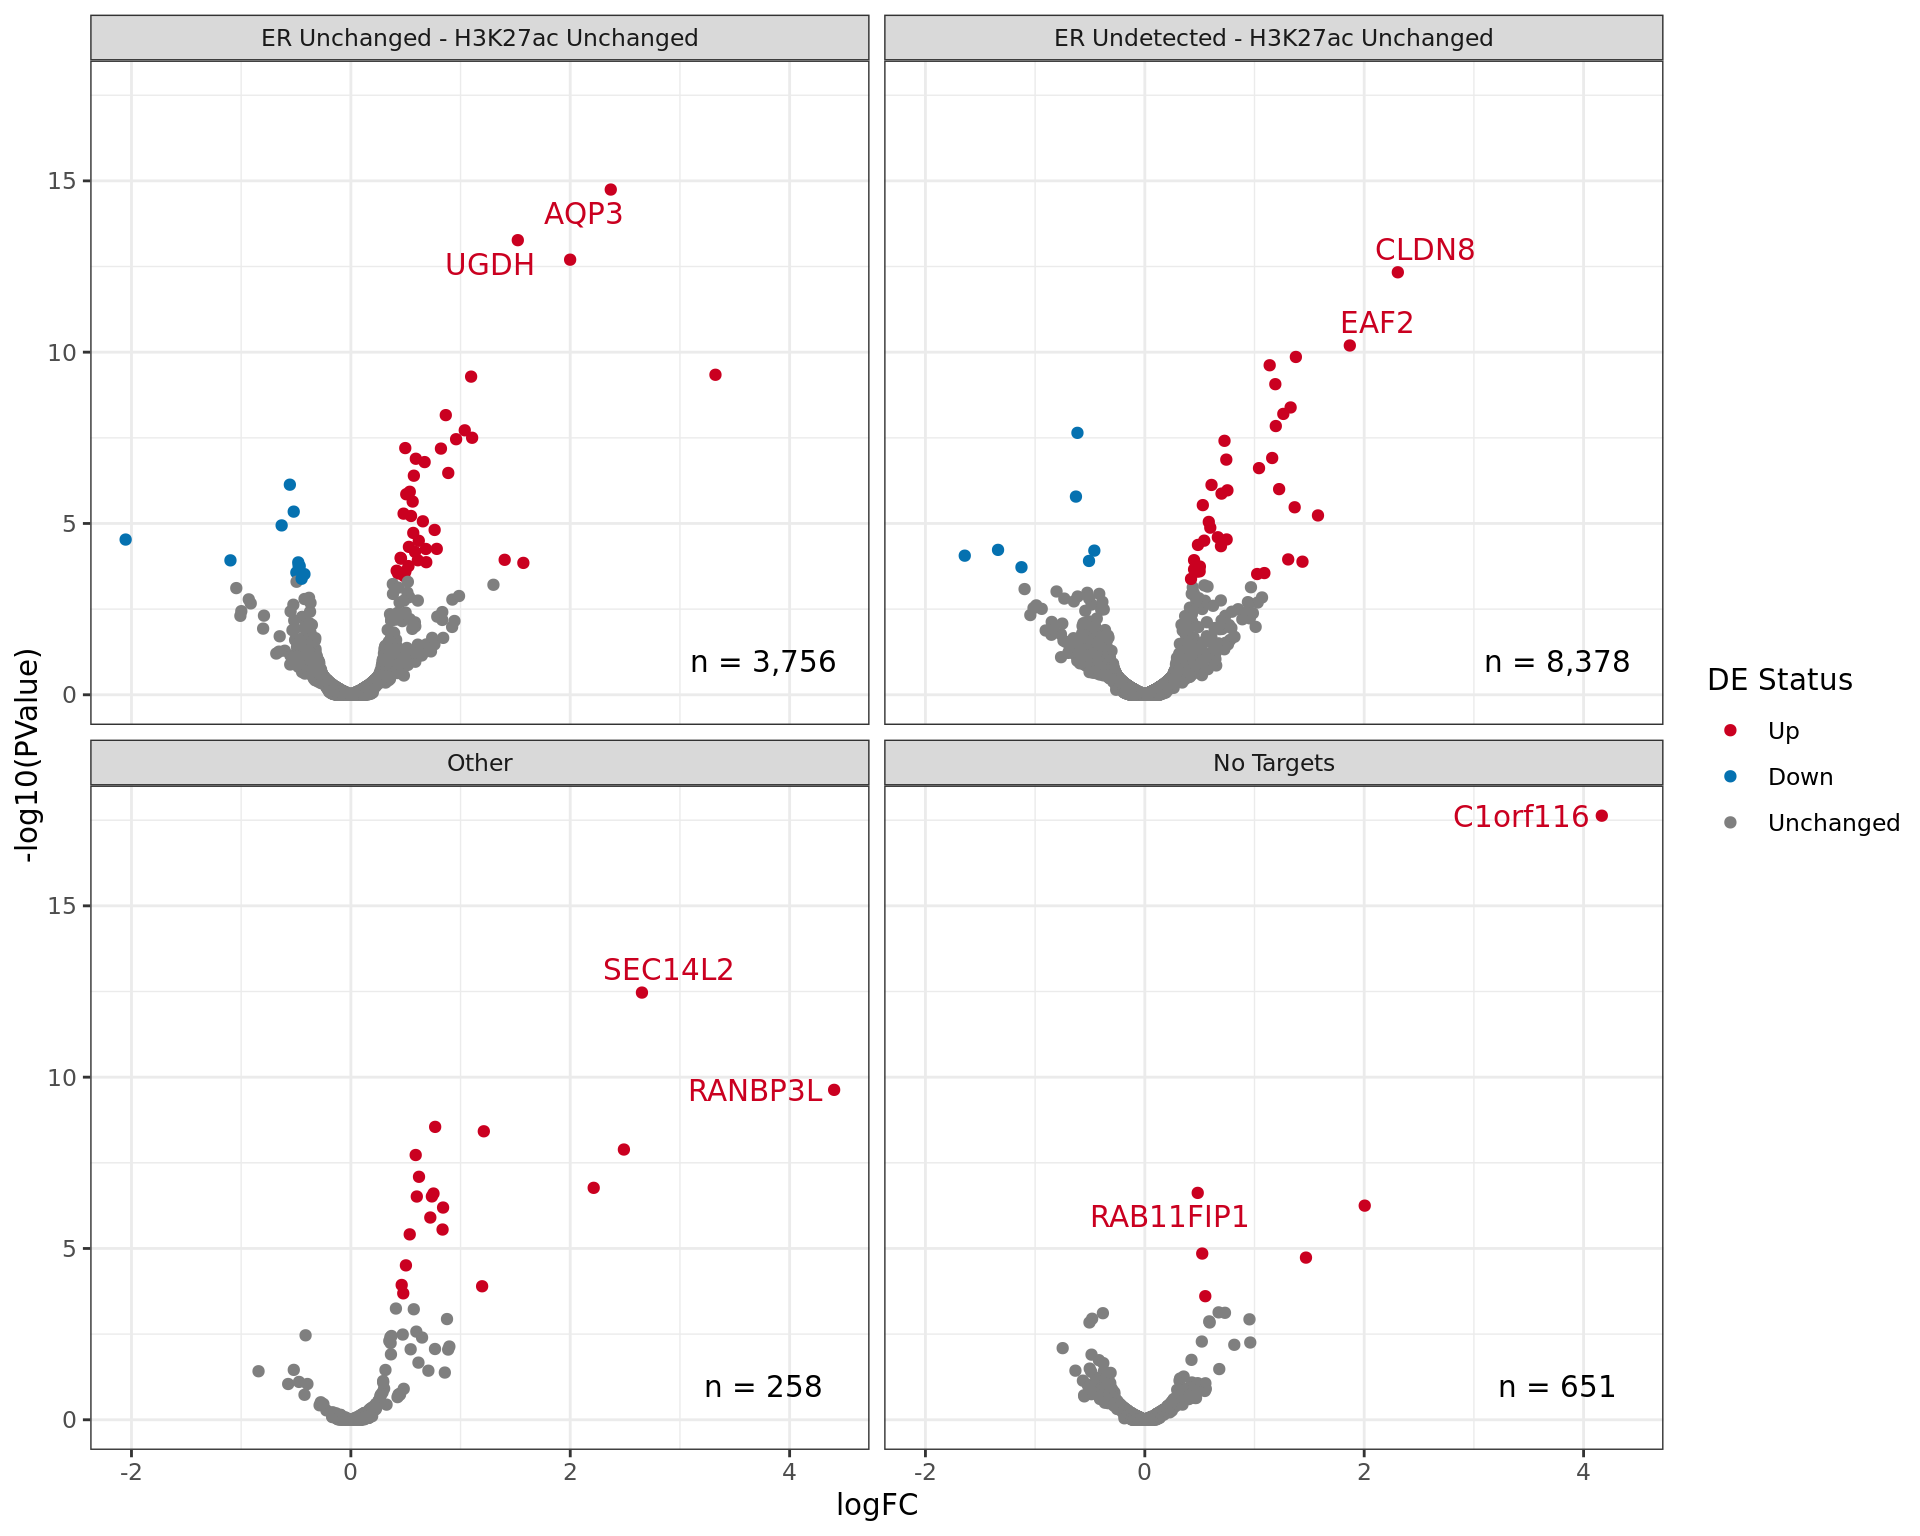 ER Unchanged - H3K27ac Unchanged
ER Undetected - H3K27ac Unchanged
15
10
5
0
AQP3
UGDH
n = 3,756
CLDN8
EAF2
n = 8,378
Other
No Targets
15
10
5
0
SEC14L2
RANBP3L
n = 258
C1orf116
RAB11FIP1
n = 651
-2
0
2
4
-2
0
2
4
logFC
-log10(PValue)
DE Status
Up
Down
Unchanged